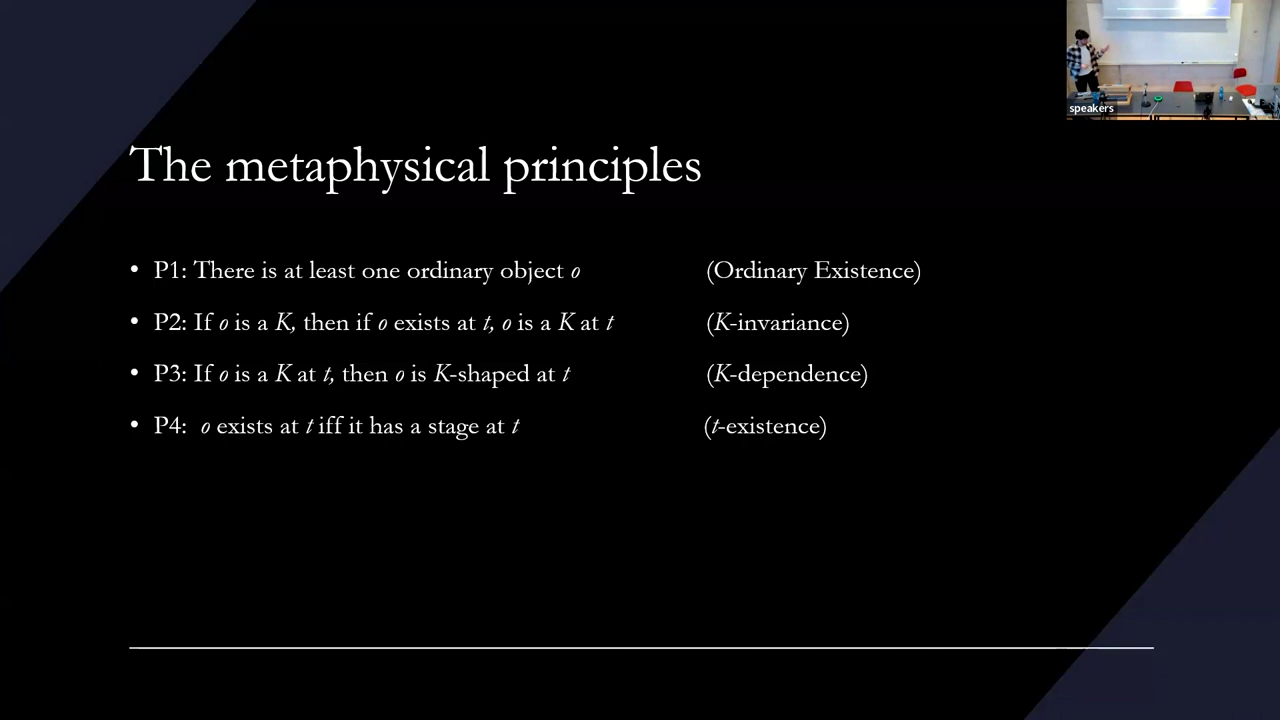 speakers
The metaphysical principles
• P1: There is at least one ordinary object o (Ordinary Existence)
• P2: If o is a K, then if o exists at t, o is a K at t (K-invariance)
• P3: If o is a K at t, then o is K-shaped at t (K-dependence)
• P4: o exists at t iff it has a stage at t (t-existence)